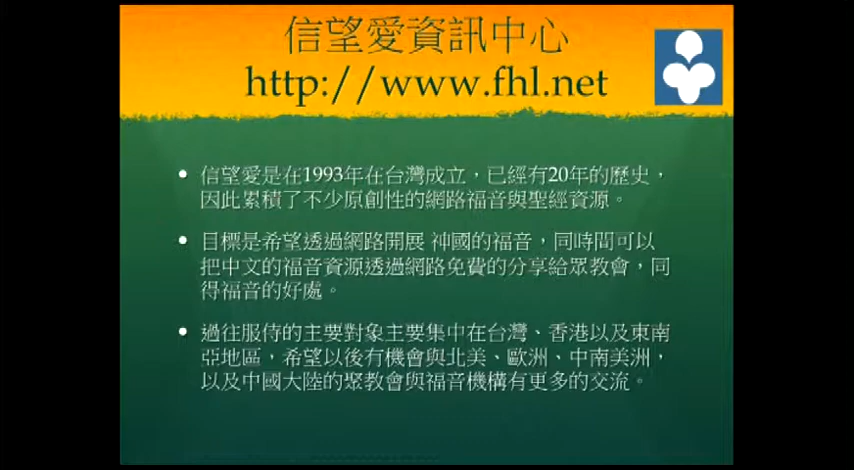 信望愛資訊中心
http://www.fhl.net
• 信望愛是在1993年在台灣成立，已經有20年的歷史，
因此累積了不少原創性的網路福音與聖經資源。
• 目標是希望透過網路開展 神國的福音，同時間可以
把中文的福音資源透過網路免費的分享給眾教會，同
得福音的好處。
• 過往服侍的主要對象主要集中在台灣、香港以及東南
亞地區，希望以後有機會與北美、歐洲、中南美洲，
以及中國大陸的眾教會與福音機構有更多的交流。